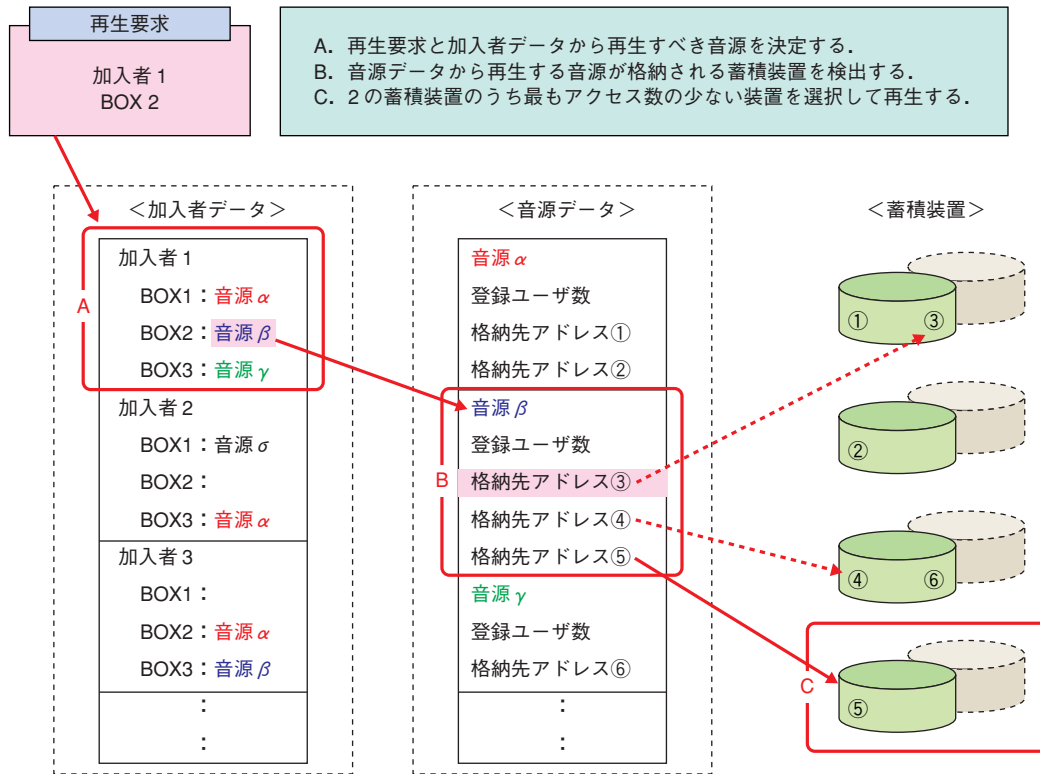 再生要求
加入者 1
BOX 2
A. 再生要求と加入者データから再生すべき音源を決定する.
B. 音源データから再生する音源が格納される蓄積装置を検出する.
C. 2 の蓄積装置のうち最もアクセス数の少ない装置を選択して再生する.
<加入者データ>
A
加入者 1
BOX1:音源 α
BOX2:音源 β
BOX3:音源 γ
加入者 2
BOX1:音源 σ
BOX2:
BOX3:音源 α
加入者 3
BOX1:
BOX2:音源 α
BOX3:音源 β
:
:
<音源データ>
音源 α
登録ユーザ数
格納先アドレス①
格納先アドレス②
B
音源 β
登録ユーザ数
格納先アドレス③
格納先アドレス④
格納先アドレス⑤
音源 γ
登録ユーザ数
格納先アドレス⑥
:
:
<蓄積装置>
① ③
②
④ ⑥
C
⑤